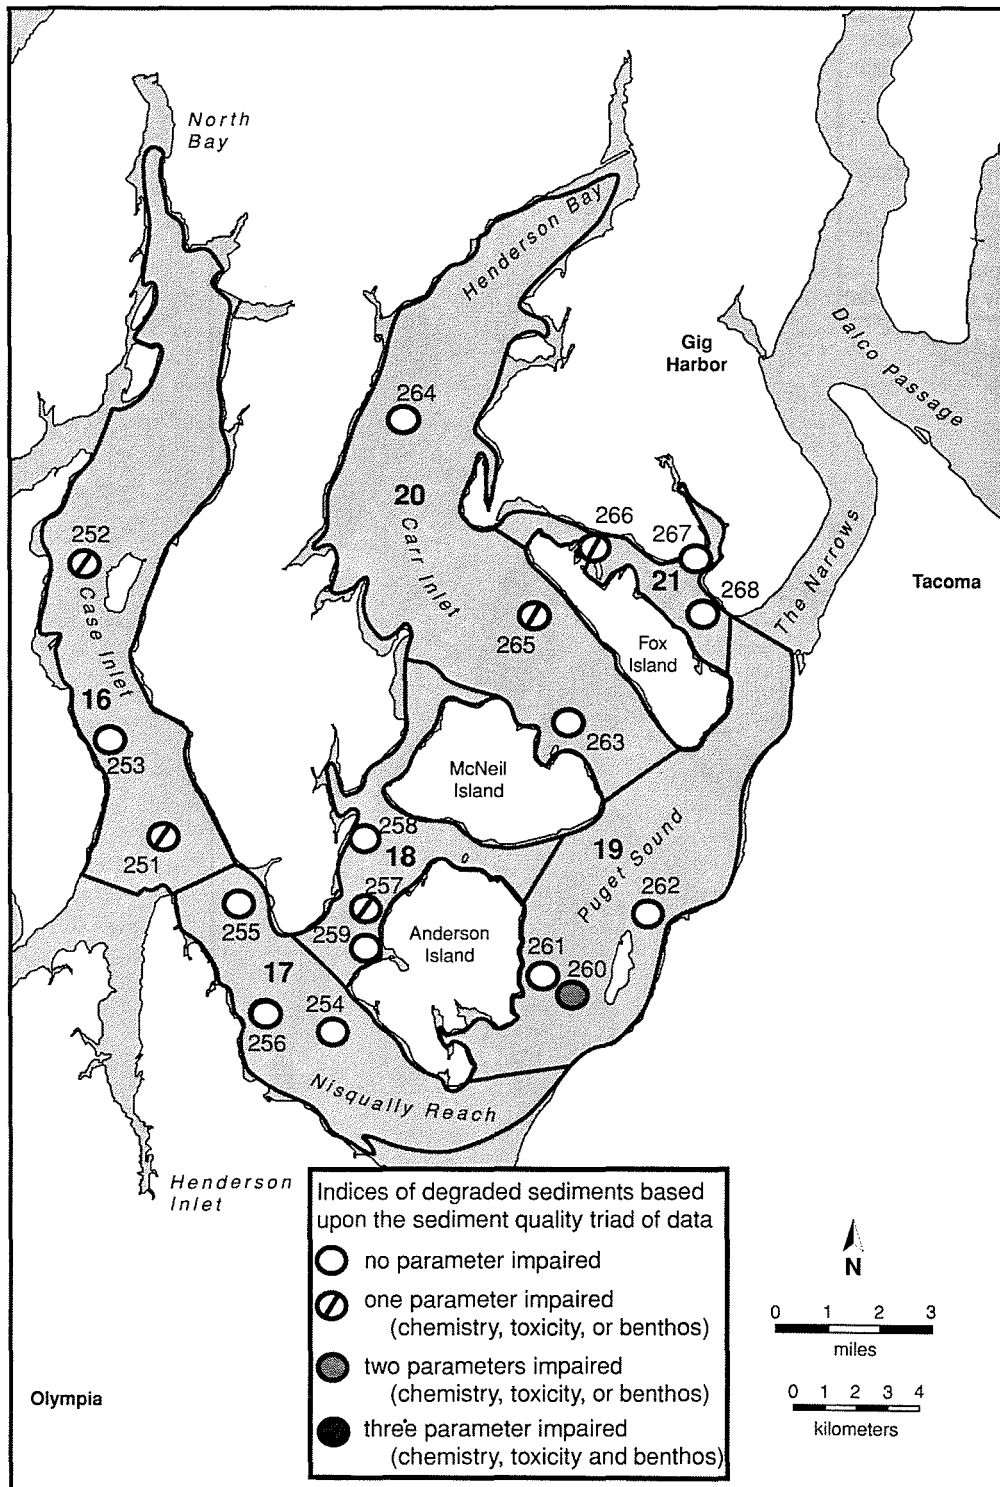 North
Bay
Henderson Bay
Dalco Passage
Gig
Harbor
264
20
Carr Inlet
252
Case Inlet
266
267
21
268
The Narrows
Tacoma
265
Fox
Island
16
253
263
McNeil
Island
258
18
19
Puget Sound
251
257
262
255
259
Anderson
Island
261
260
17
254
256
Nisqually Reach
Henderson
Inlet
Indices of degraded sediments based
upon the sediment quality triad of data
no parameter impaired
one parameter impaired
(chemistry, toxicity, or benthos)
two parameters impaired
(chemistry, toxicity, or benthos)
three parameter impaired
(chemistry, toxicity and benthos)
N
0 1 2 3
miles
0 1 2 3 4
kilometers
Olympia